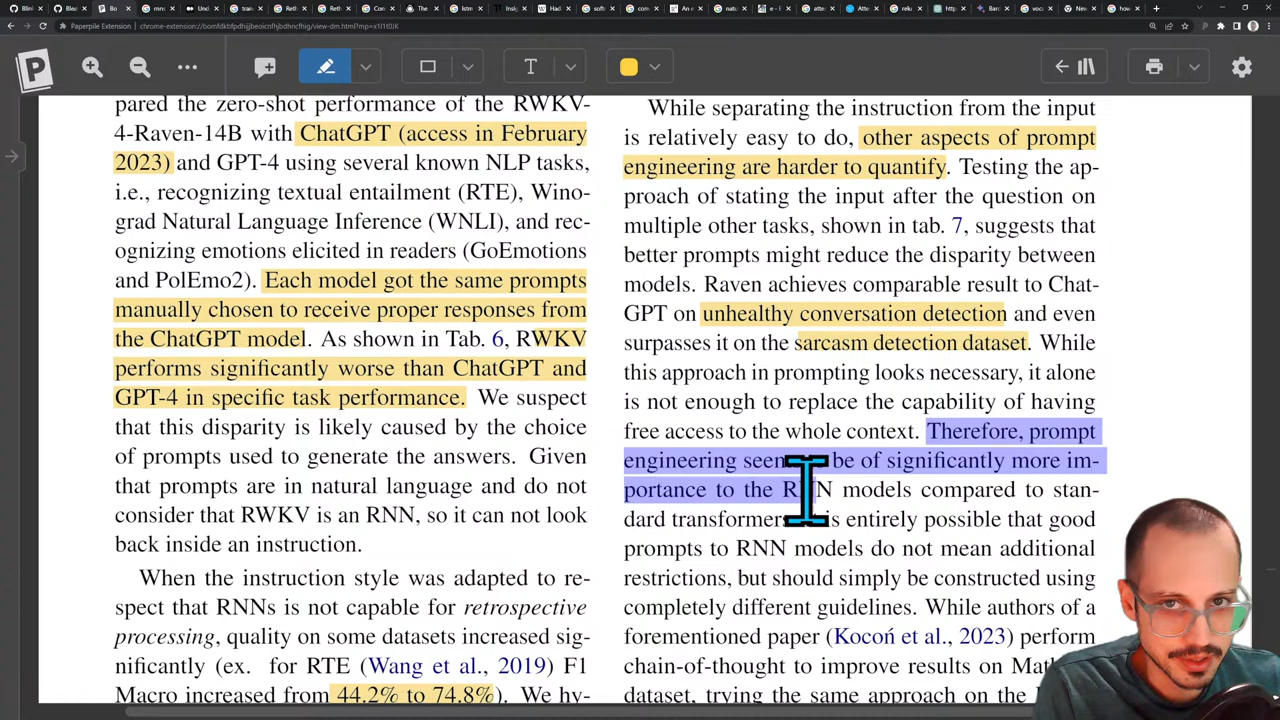 Paperpile Extension | chrome-extension://bomfdkbfpdhijjbeoicnfhjbdhncfhig/view-dm.html?mp=x1l1t0JK
pared the zero-shot performance of the RWKV-
4-Raven-14B with ChatGPT (access in February
2023) and GPT-4 using several known NLP tasks,
i.e., recognizing textual entailment (RTE), Wino-
grad Natural Language Inference (WNLI), and rec-
ognizing emotions elicited in readers (GoEmotions
and PolEmo2). Each model got the same prompts
manually chosen to receive proper responses from
the ChatGPT model. As shown in Tab. 6, RWKV
performs significantly worse than ChatGPT and
GPT-4 in specific task performance. We suspect
that this disparity is likely caused by the choice
of prompts used to generate the answers. Given
that prompts are in natural language and do not
consider that RWKV is an RNN, so it can not look
back inside an instruction.
When the instruction style was adapted to re-
spect that RNNs is not capable for retrospective
processing, quality on some datasets increased sig-
nificantly (ex. for RTE (Wang et al., 2019) F1
Macro increased from 44.2% to 74.8%). We hy-
While separating the instruction from the input
is relatively easy to do, other aspects of prompt
engineering are harder to quantify. Testing the ap-
proach of stating the input after the question on
multiple other tasks, shown in tab. 7, suggests that
better prompts might reduce the disparity between
models. Raven achieves comparable result to Chat-
GPT on unhealthy conversation detection and even
surpasses it on the sarcasm detection dataset. While
this approach in prompting looks necessary, it alone
is not enough to replace the capability of having
free access to the whole context. Therefore, prompt
engineering be of significantly more im-
portance to the RNN models compared to stan-
dard transformers is entirely possible that good
prompts to RNN models do not mean additional
restrictions, but should simply be constructed using
completely different guidelines. While authors of a
forementioned paper (Kocoń et al., 2023) perform
chain-of-thought to improve results on
dataset, trying the same approach on the